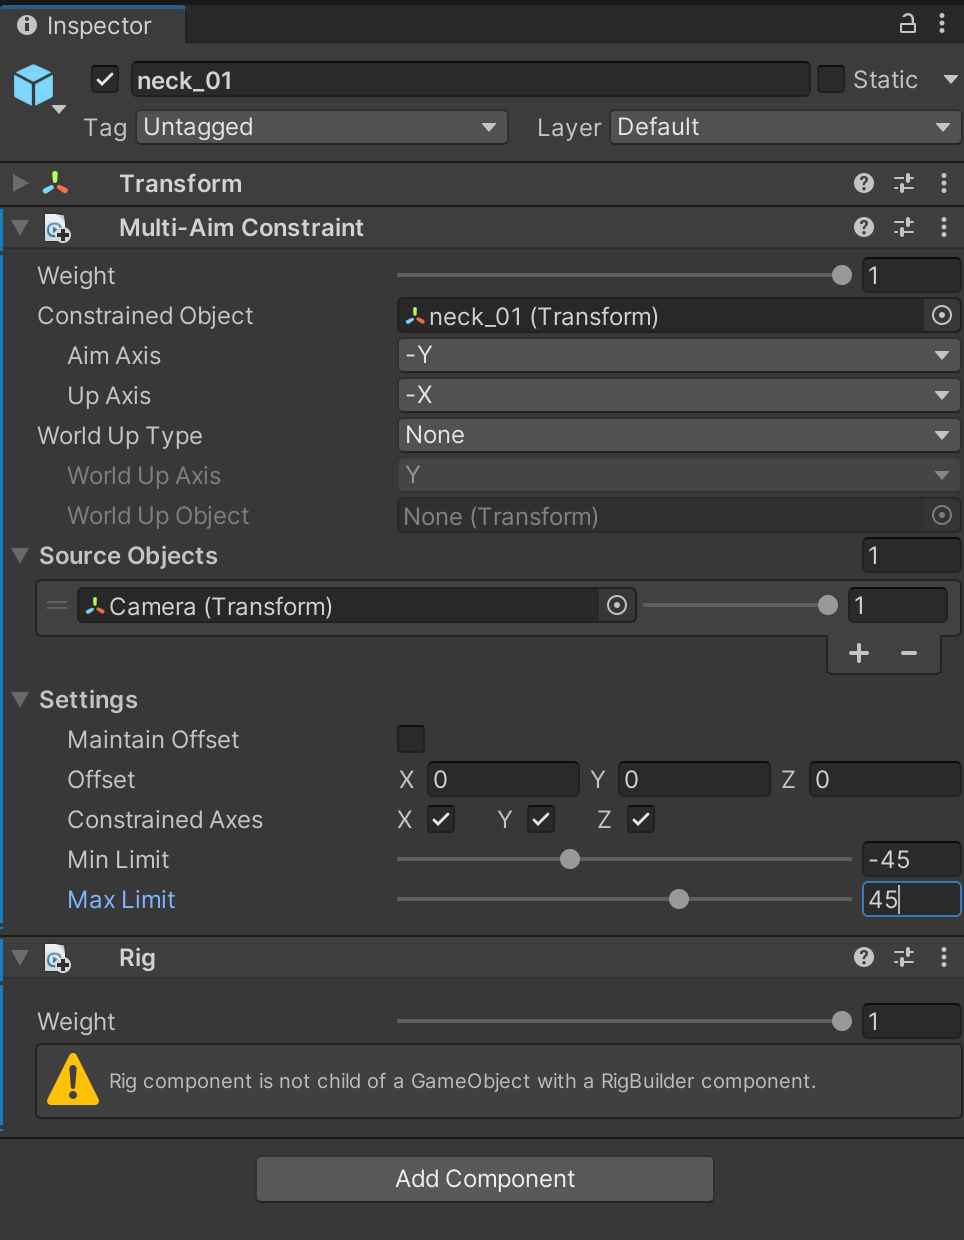 Inspector
neck_01 Static
Tag Untagged Layer Default
Transform
Multi-Aim Constraint
Weight 1
Constrained Object neck_01 (Transform)
Aim Axis -Y
Up Axis -X
World Up Type None
World Up Axis Y
World Up Object None (Transform)
Source Objects 1
Camera (Transform) 1
Settings
Maintain Offset
Offset X 0 Y 0 Z 0
Constrained Axes X Y Z
Min Limit -45
Max Limit 45
Rig
Weight 1
Rig component is not child of a GameObject with a RigBuilder component.
Add Component